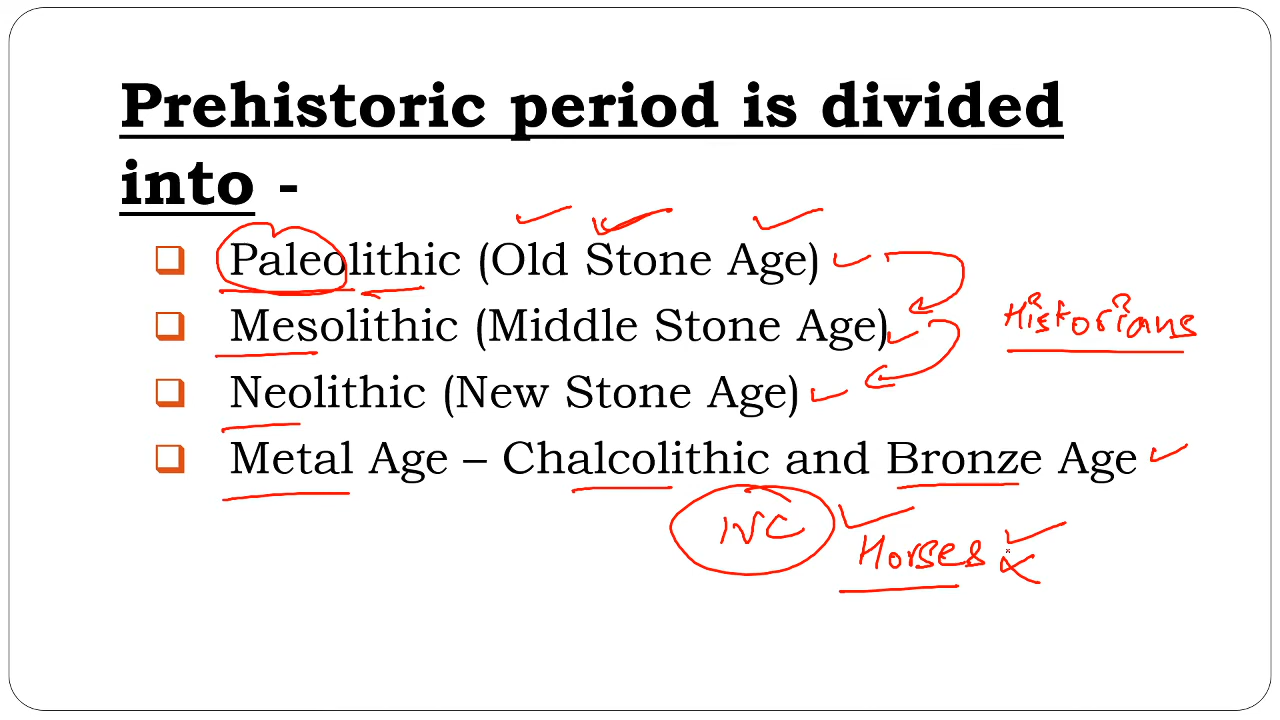 Prehistoric period is divided
into -
Paleolithic (Old Stone Age)
Mesolithic (Middle Stone Age)
Historians
Neolithic (New Stone Age)
Metal Age – Chalcolithic and Bronze Age
IVC
Horses